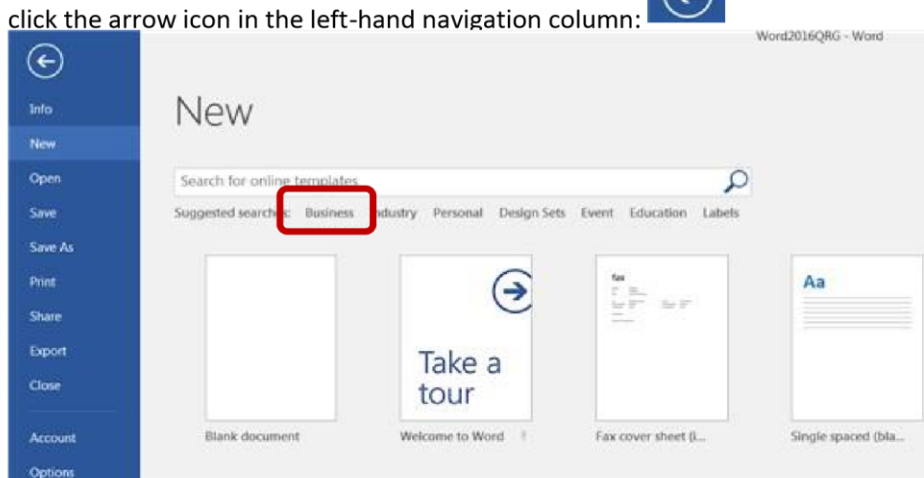 click the arrow icon in the left-hand navigation column:
Word2016QRG - Word
Info
New
New
Open
Search for online templates
Save
Suggested searches: Business Industry Personal Design Sets Event Education Labels
Save As
Print
fax
Aa
Share
Export
Take a
tour
Close
Account
Blank document
Welcome to Word
Fax cover sheet (i...
Single spaced (bla...
Options